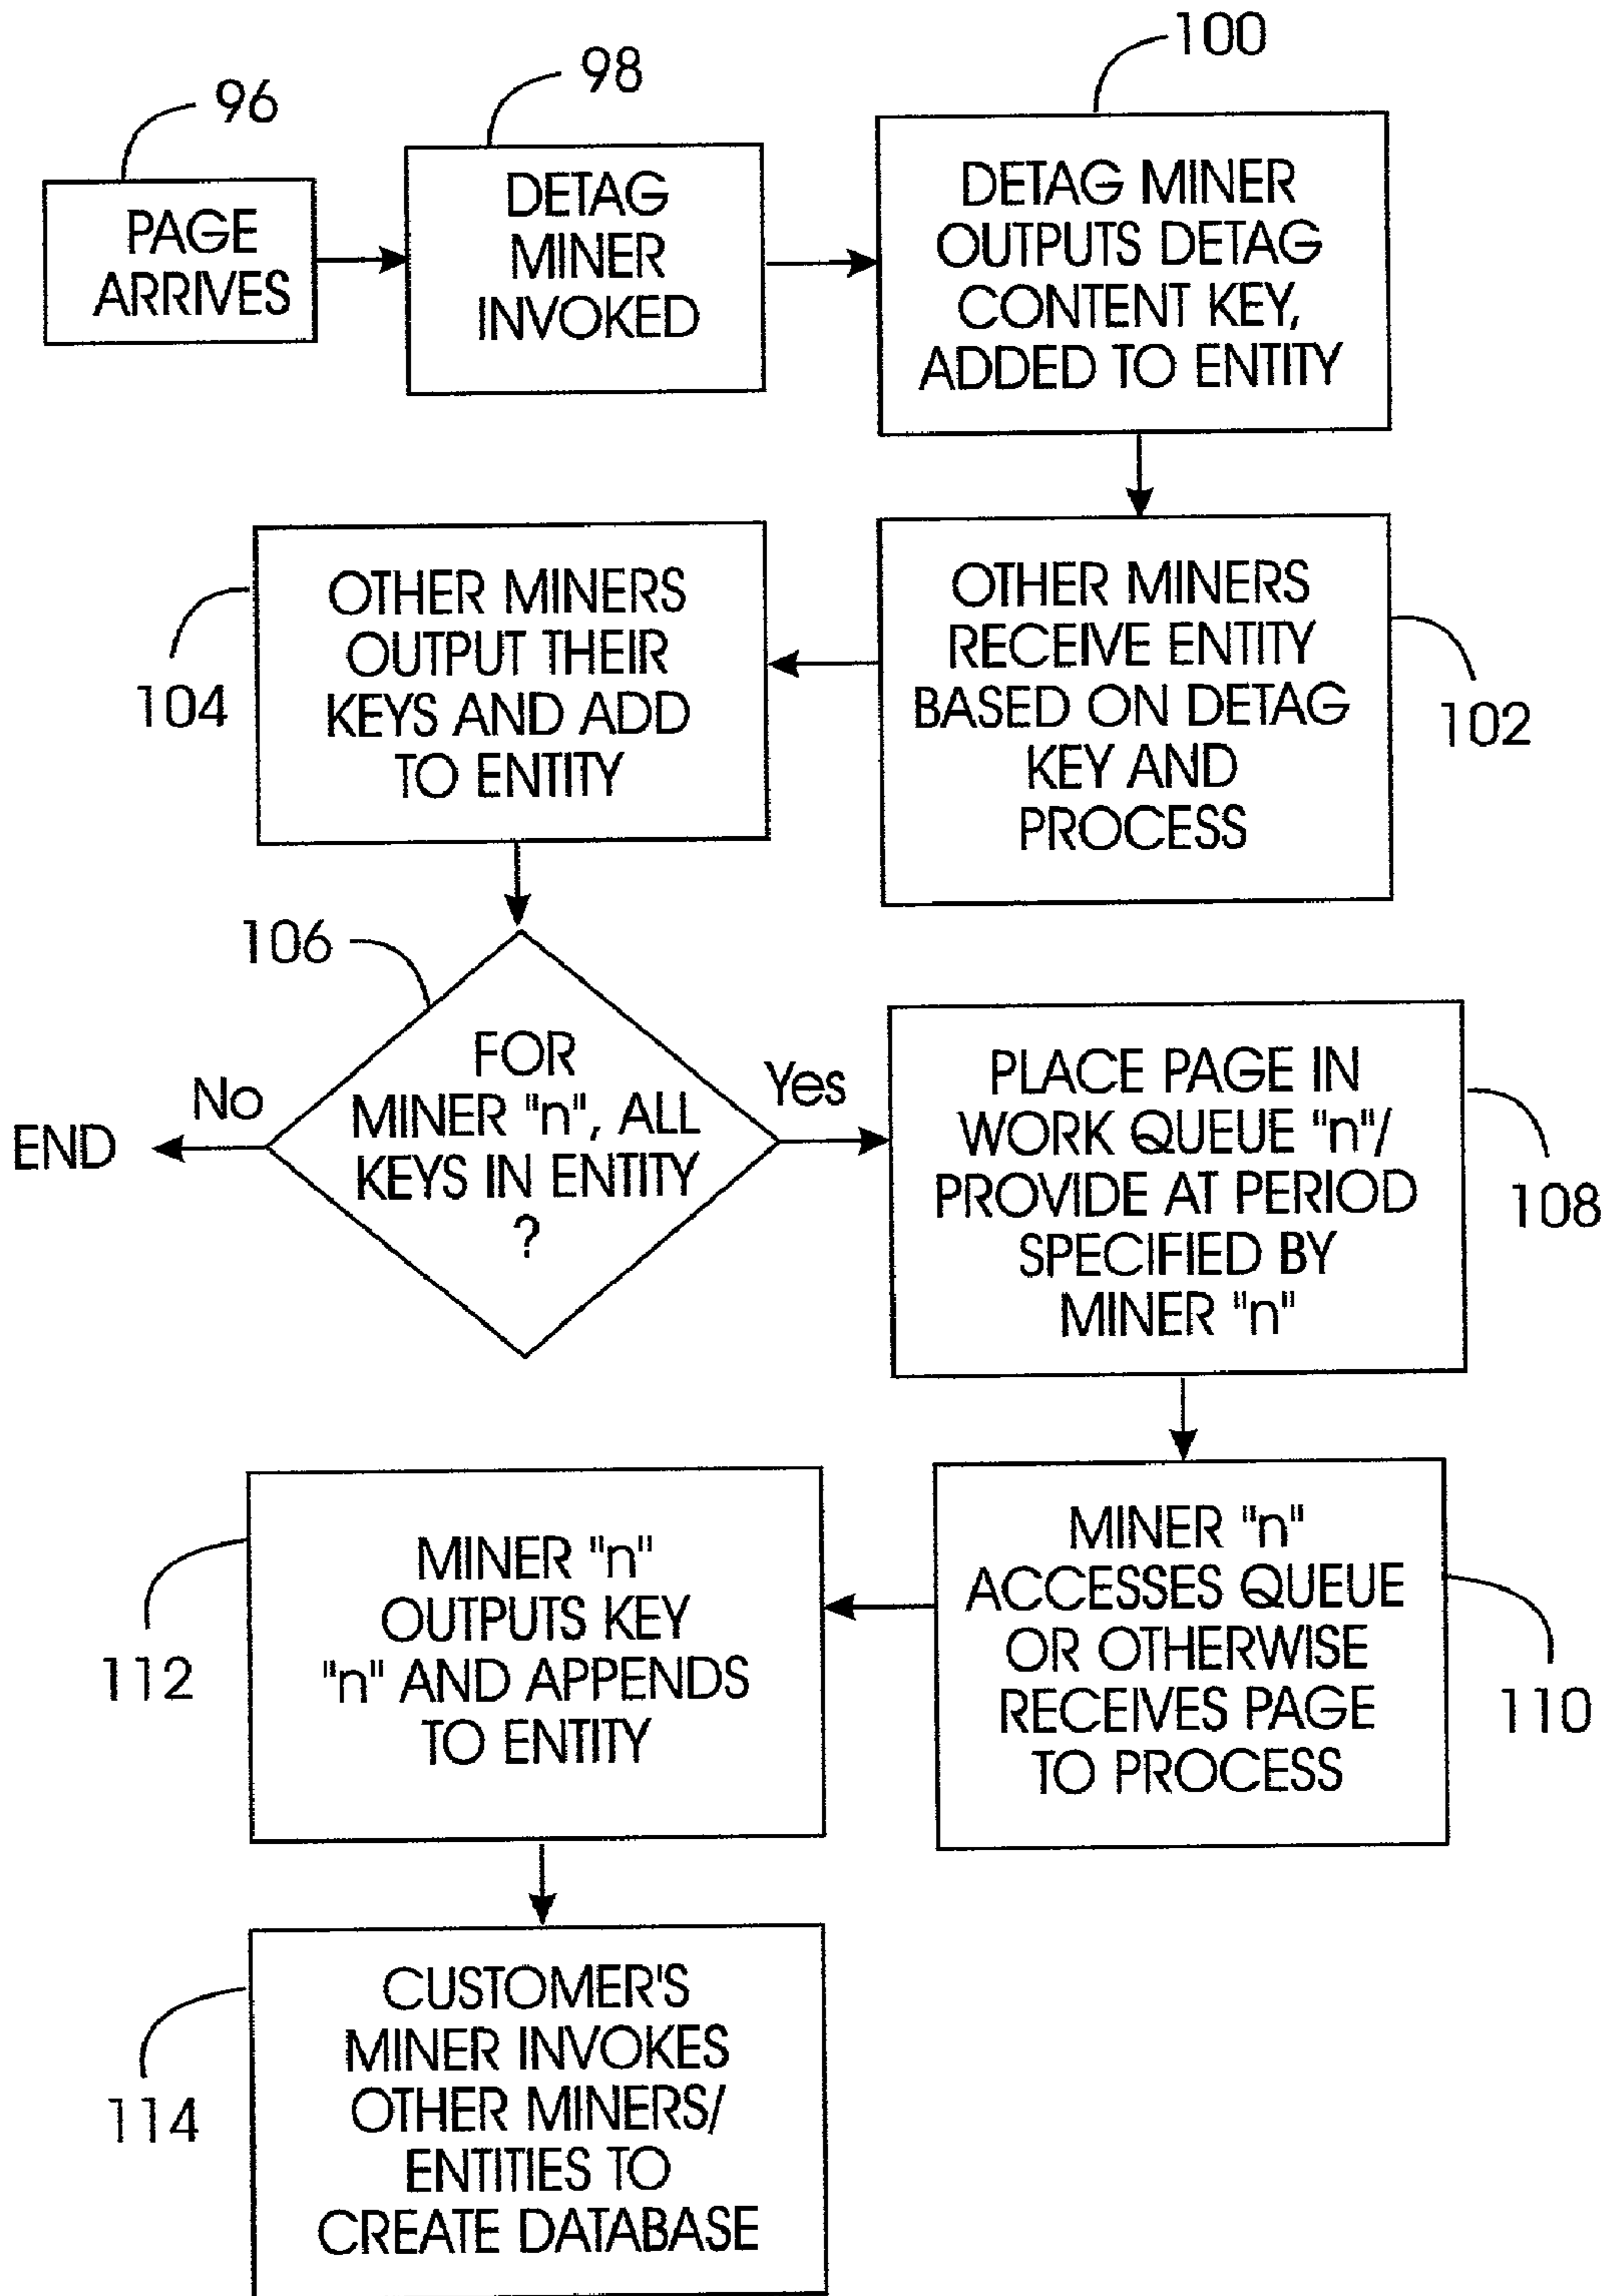 96
PAGE
ARRIVES
98
DETAG
MINER
INVOKED
100
DETAG MINER
OUTPUTS DETAG
CONTENT KEY,
ADDED TO ENTITY
102
OTHER MINERS
RECEIVE ENTITY
BASED ON DETAG
KEY AND
PROCESS
104
OTHER MINERS
OUTPUT THEIR
KEYS AND ADD
TO ENTITY
106
FOR
MINER "n", ALL
KEYS IN ENTITY
?
No
END
Yes
108
PLACE PAGE IN
WORK QUEUE "n"/
PROVIDE AT PERIOD
SPECIFIED BY
MINER "n"
110
MINER "n"
ACCESSES QUEUE
OR OTHERWISE
RECEIVES PAGE
TO PROCESS
112
MINER "n"
OUTPUTS KEY
"n" AND APPENDS
TO ENTITY
114
CUSTOMER'S
MINER INVOKES
OTHER MINERS/
ENTITIES TO
CREATE DATABASE